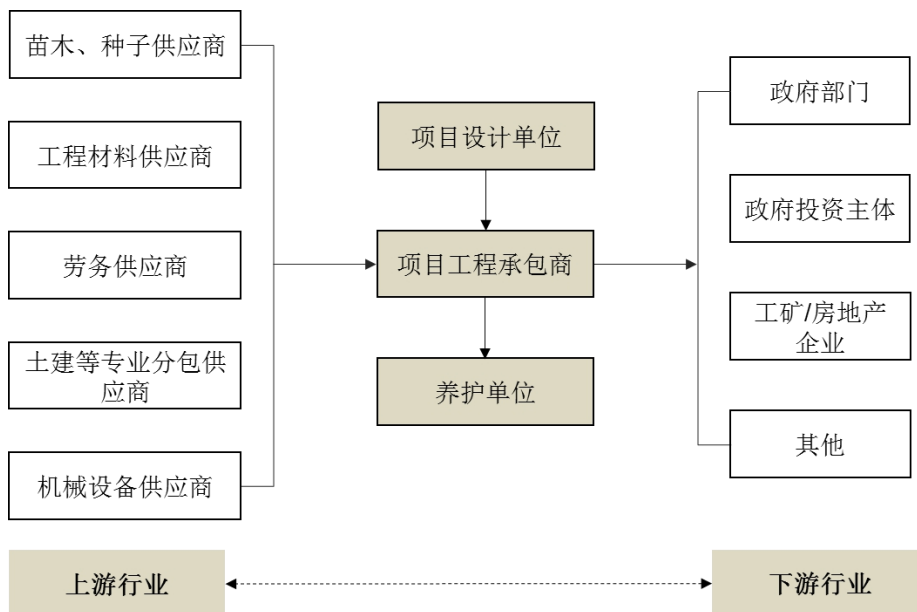 苗木、种子供应商
工程材料供应商
劳务供应商
土建等专业分包供
应商
机械设备供应商
项目设计单位
项目工程承包商
养护单位
政府部门
政府投资主体
工矿/房地产
企业
其他
上游行业
下游行业